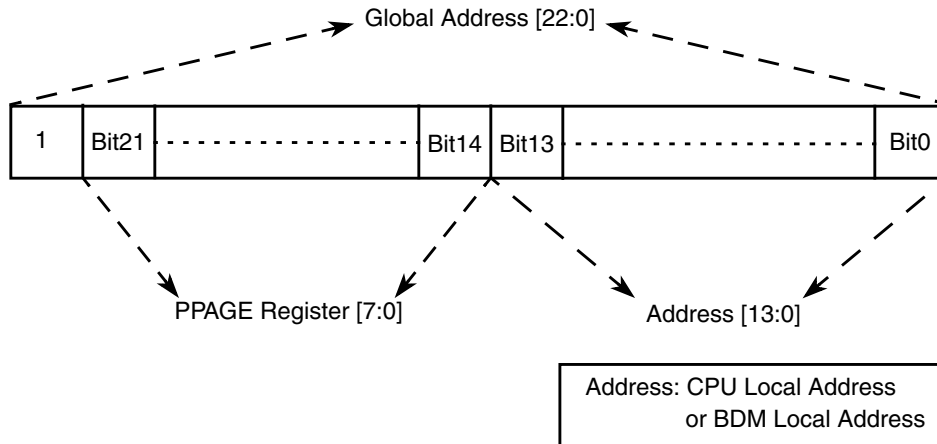 Global Address [22:0]
1 Bit21 Bit14 Bit13 Bit0
PPAGE Register [7:0]
Address [13:0]
Address: CPU Local Address
or BDM Local Address